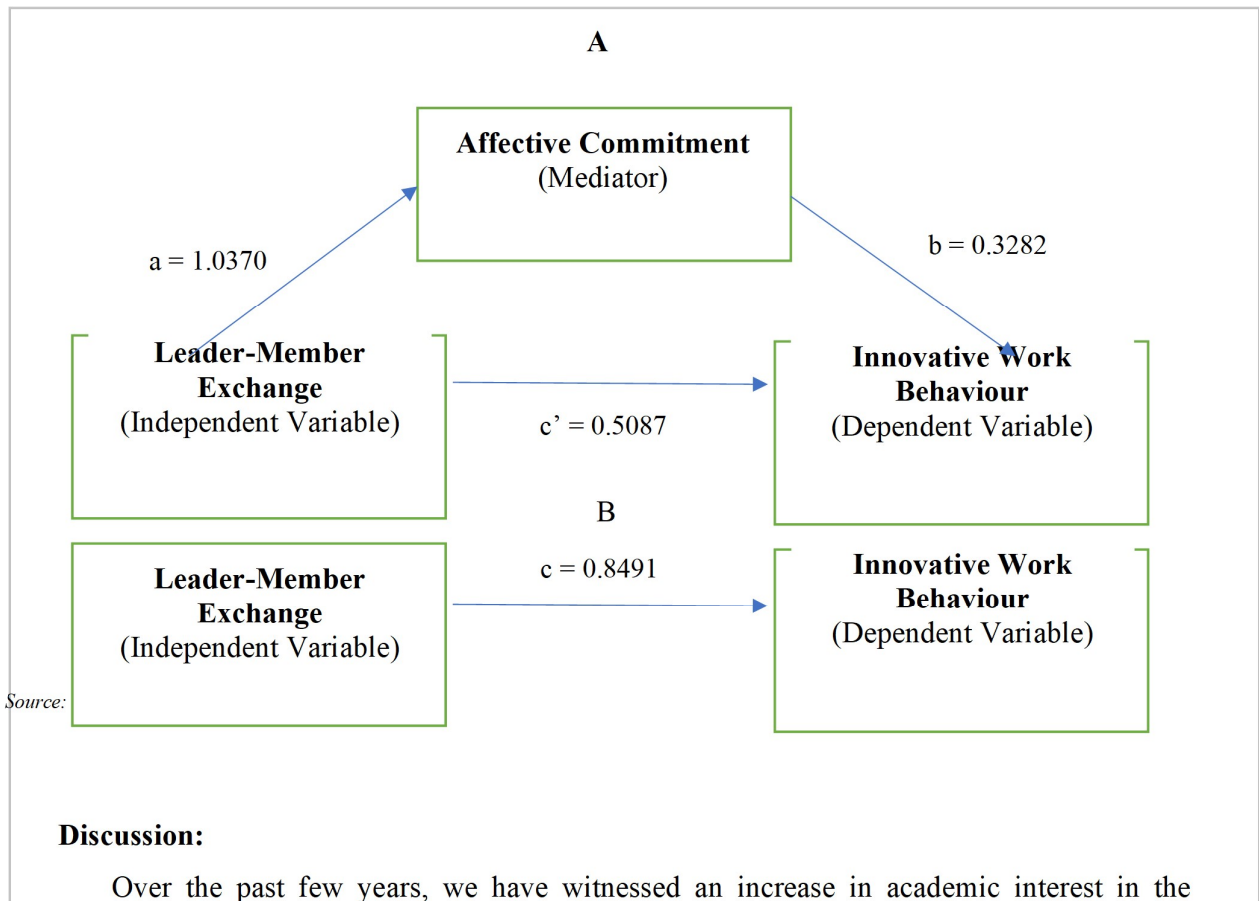 A
Affective Commitment
(Mediator)
a = 1.0370
b = 0.3282
Leader-Member
Exchange
(Independent Variable)
c’ = 0.5087
Innovative Work
Behaviour
(Dependent Variable)
B
Leader-Member
Exchange
(Independent Variable)
c = 0.8491
Innovative Work
Behaviour
(Dependent Variable)
Source:
Discussion:
Over the past few years, we have witnessed an increase in academic interest in the